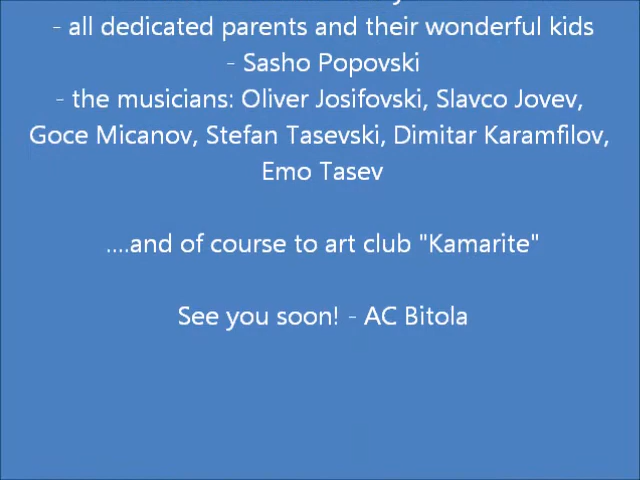 - all dedicated parents and their wonderful kids
- Sasho Popovski
- the musicians: Oliver Josifovski, Slavco Jovev,
Goce Micanov, Stefan Tasevski, Dimitar Karamfilov,
Emo Tasev
....and of course to art club "Kamarite"
See you soon! - AC Bitola